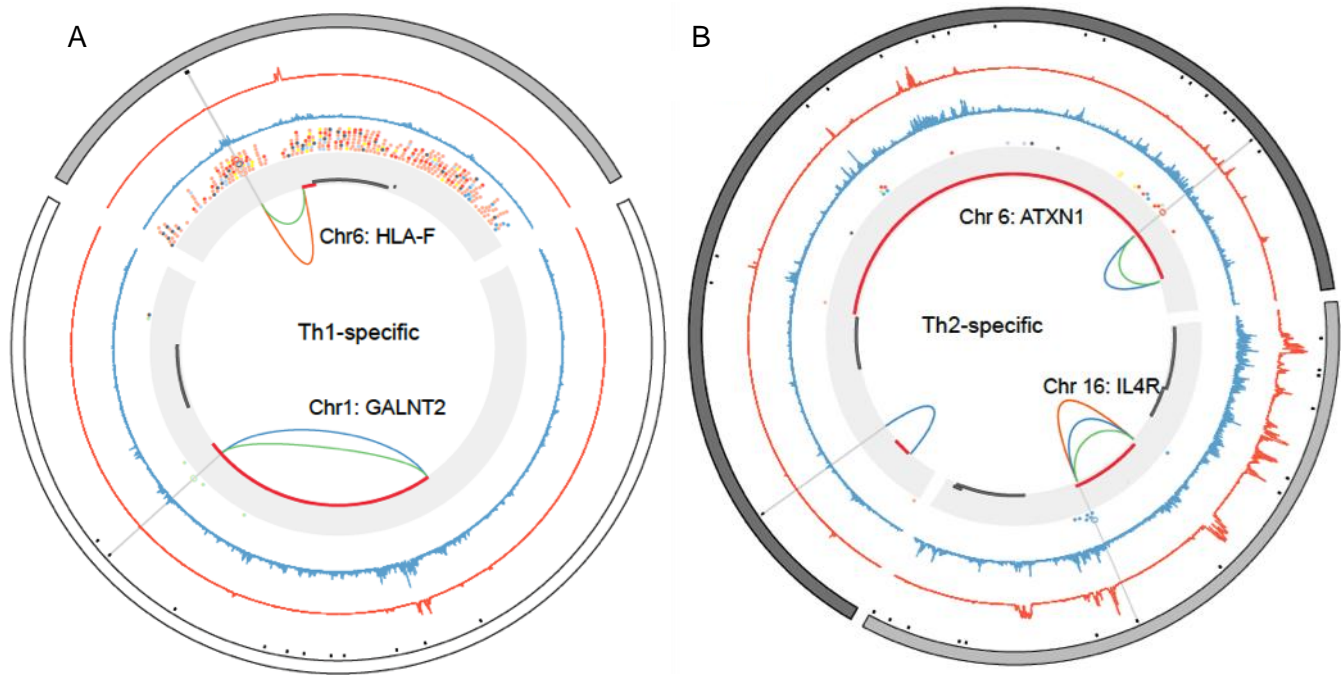 A
B
Chr6: HLA-F
Th1-specific
Chr1: GALNT2
Chr 6: ATXN1
Th2-specific
Chr 16: IL4R